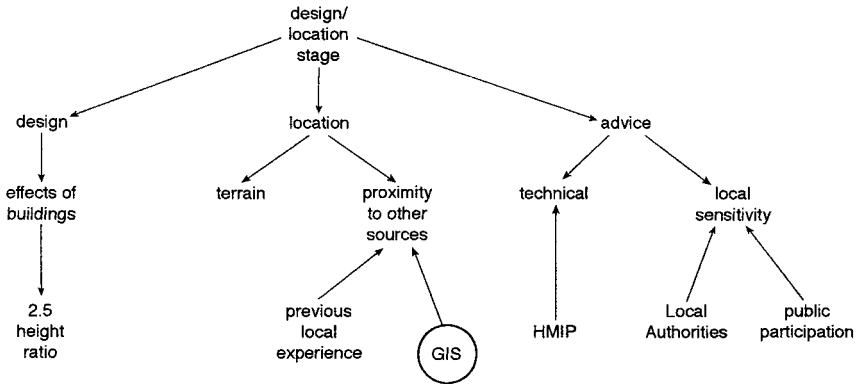 design/
location
stage
design
location
advice
effects of
buildings
terrain
proximity
to other
sources
technical
local
sensitivity
2.5
height
ratio
previous
local
experience
GIS
HMIP
Local
Authorities
public
participation